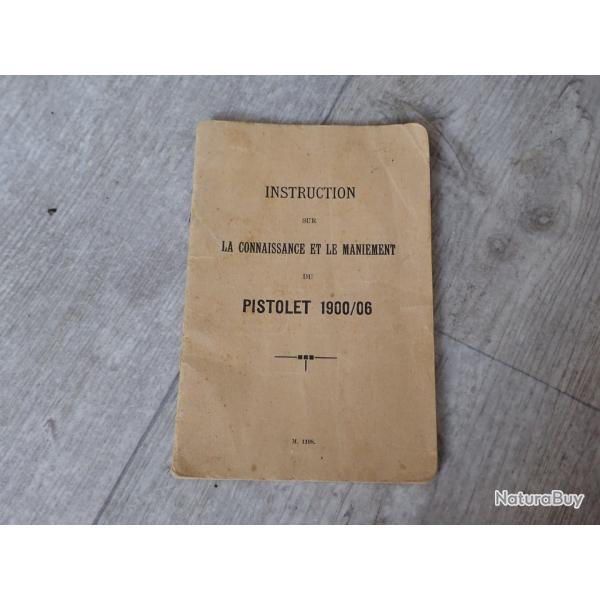 INSTRUCTION
SUR
LA CONNAISSANCE ET LE MANIEMENT
DU
PISTOLET 1900/06
M. 1198.
NaturaBuy